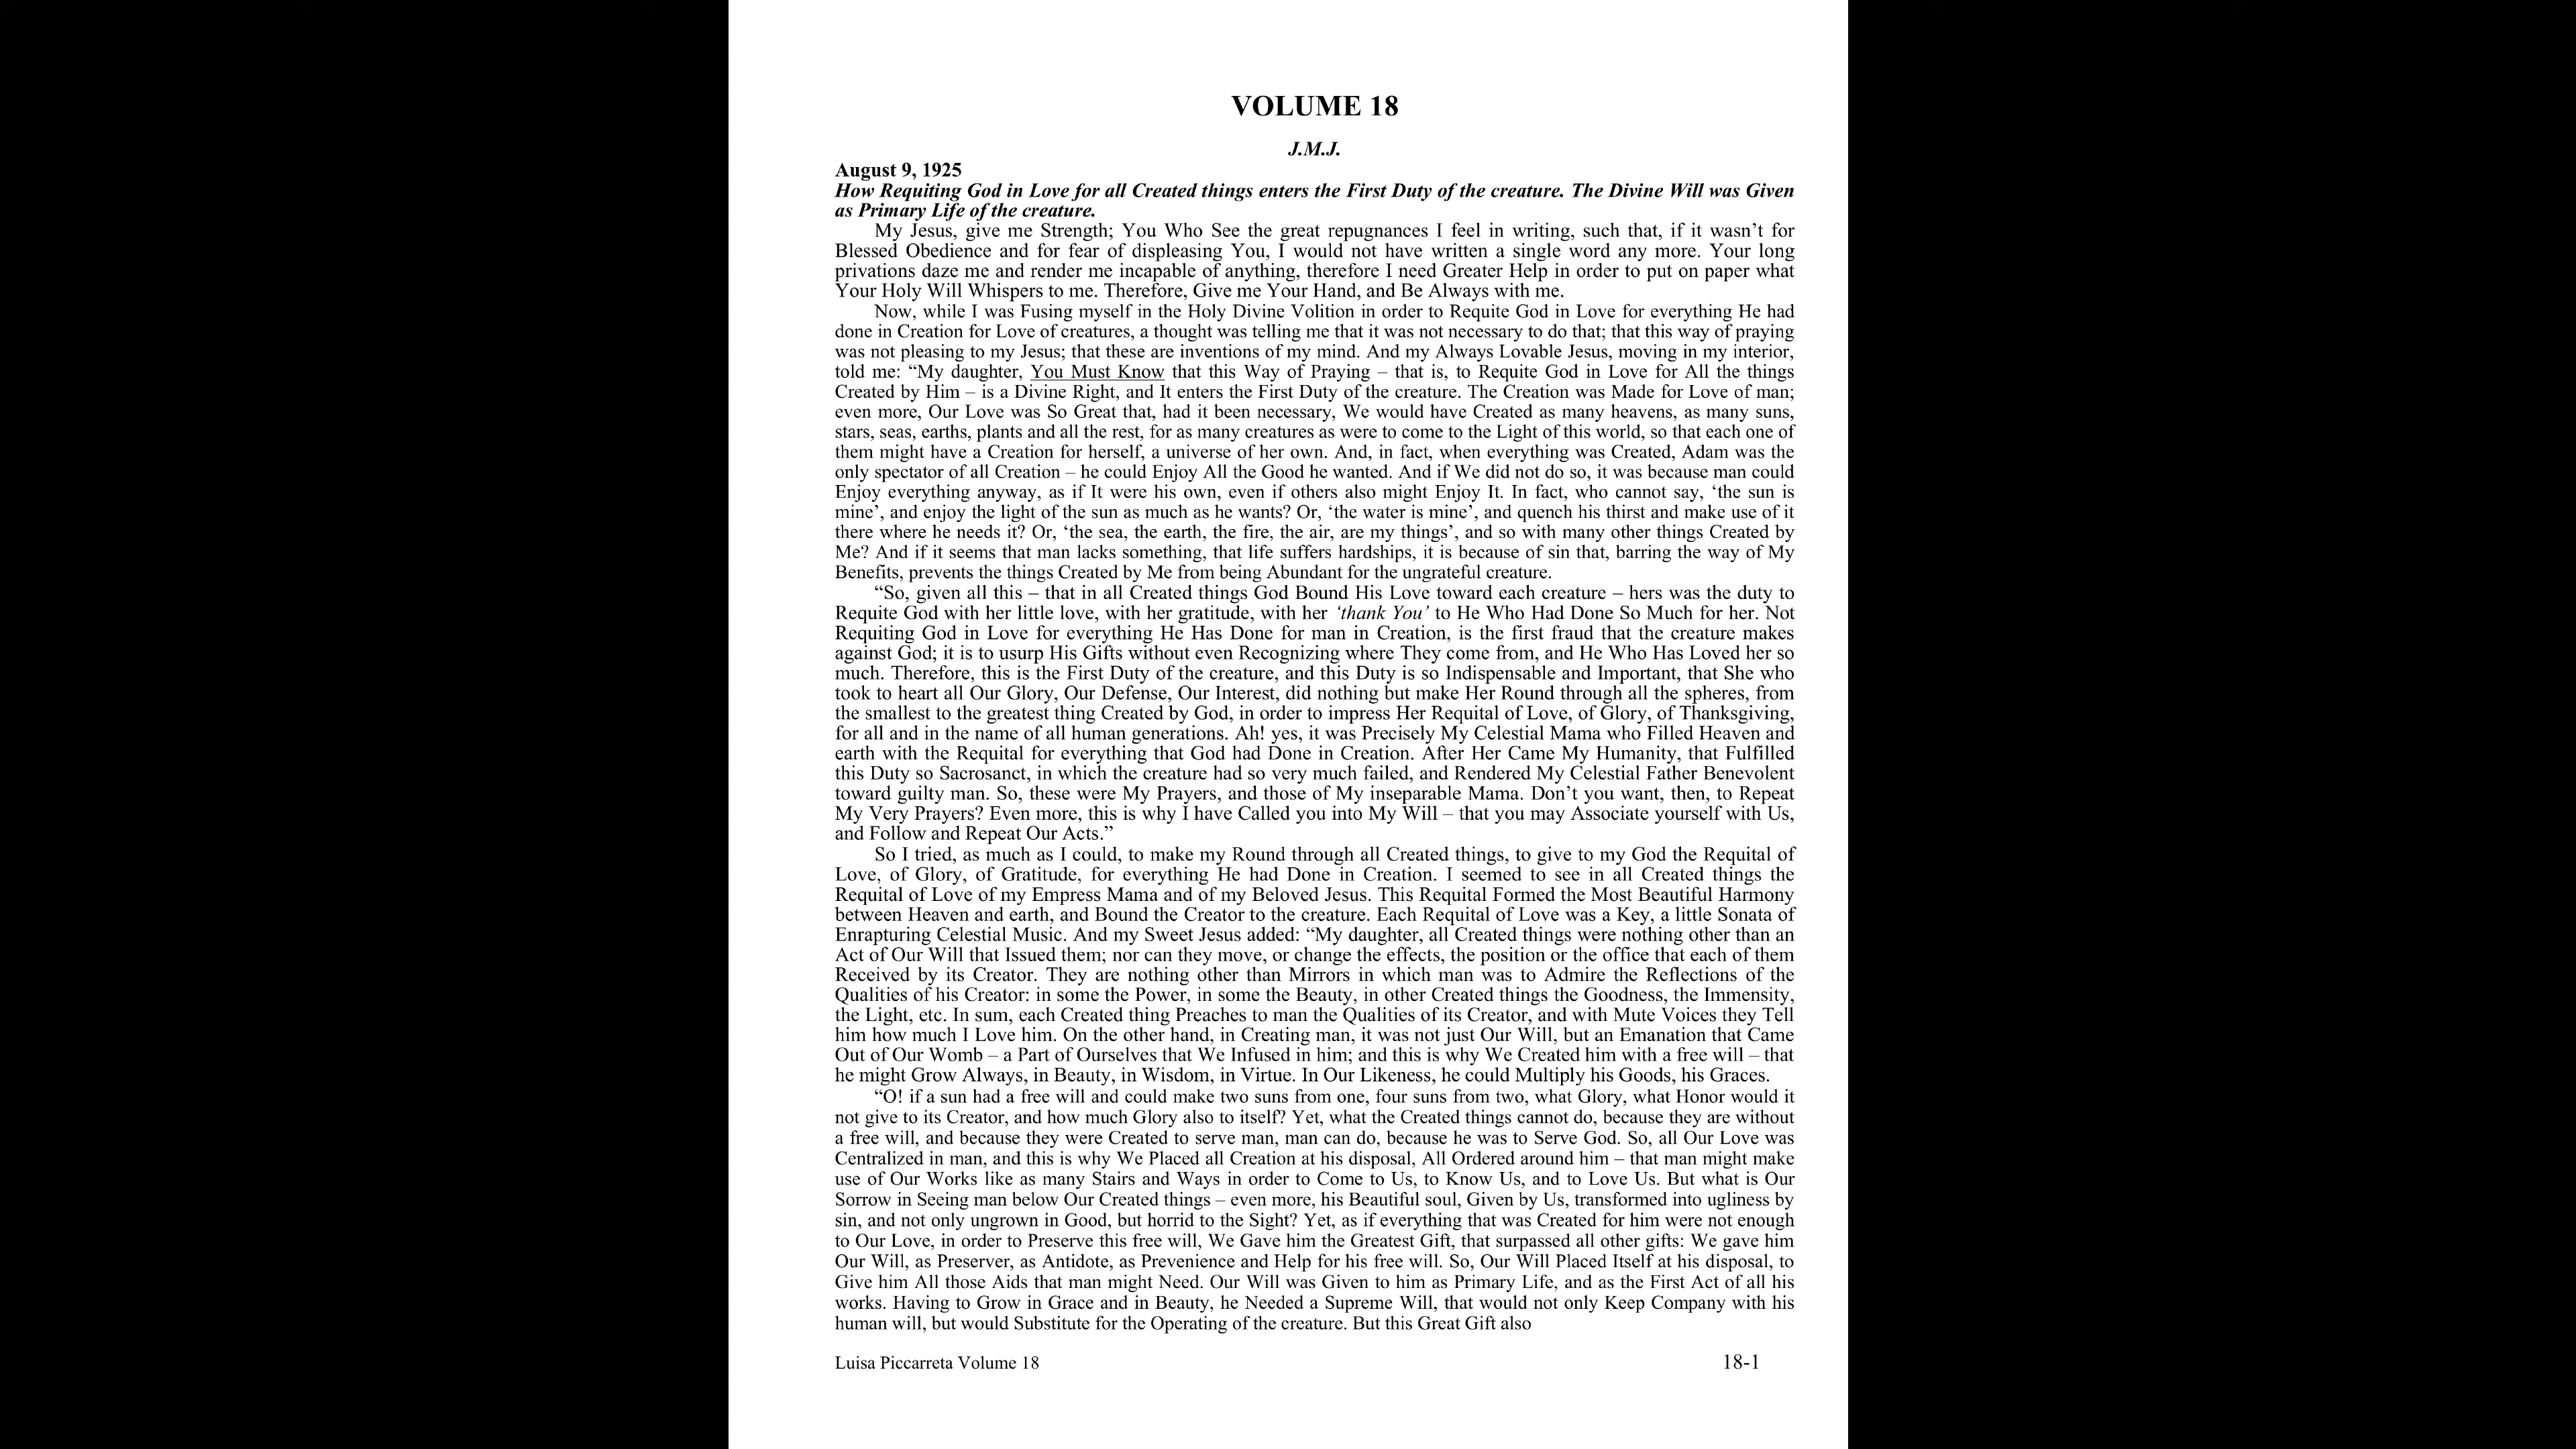 VOLUME 18
J.M.J.
August 9, 1925
How Requiting God in Love for all Created things enters the First Duty of the creature. The Divine Will was Given
as Primary Life of the creature.
My Jesus, give me Strength; You Who See the great repugnances I feel in writing, such that, if it wasn’t for
Blessed Obedience and for fear of displeasing You, I would not have written a single word any more. Your long
privations daze me and render me incapable of anything, therefore I need Greater Help in order to put on paper what
Your Holy Will Whispers to me. Therefore, Give me Your Hand, and Be Always with me.
Now, while I was Fusing myself in the Holy Divine Volition in order to Requite God in Love for everything He had
done in Creation for Love of creatures, a thought was telling me that it was not necessary to do that; that this way of praying
was not pleasing to my Jesus; that these are inventions of my mind. And my Always Lovable Jesus, moving in my interior,
told me: “My daughter, You Must Know that this Way of Praying – that is, to Requite God in Love for All the things
Created by Him – is a Divine Right, and It enters the First Duty of the creature. The Creation was Made for Love of man;
even more, Our Love was So Great that, had it been necessary, We would have Created as many heavens, as many suns,
stars, seas, earths, plants and all the rest, for as many creatures as were to come to the Light of this world, so that each one of
them might have a Creation for herself, a universe of her own. And, in fact, when everything was Created, Adam was the
only spectator of all Creation – he could Enjoy All the Good he wanted. And if We did not do so, it was because man could
Enjoy everything anyway, as if It were his own, even if others also might Enjoy It. In fact, who cannot say, ‘the sun is
mine’, and enjoy the light of the sun as much as he wants? Or, ‘the water is mine’, and quench his thirst and make use of it
there where he needs it? Or, ‘the sea, the earth, the fire, the air, are my things’, and so with many other things Created by
Me? And if it seems that man lacks something, that life suffers hardships, it is because of sin that, barring the way of My
Benefits, prevents the things Created by Me from being Abundant for the ungrateful creature.
“So, given all this – that in all Created things God Bound His Love toward each creature – hers was the duty to
Requite God with her little love, with her gratitude, with her ‘thank You’ to He Who Had Done So Much for her. Not
Requiting God in Love for everything He Has Done for man in Creation, is the first fraud that the creature makes
against God; it is to usurp His Gifts without even Recognizing where They come from, and He Who Has Loved her so
much. Therefore, this is the First Duty of the creature, and this Duty is so Indispensable and Important, that She who
took to heart all Our Glory, Our Defense, Our Interest, did nothing but make Her Round through all the spheres, from
the smallest to the greatest thing Created by God, in order to impress Her Requital of Love, of Glory, of Thanksgiving,
for all and in the name of all human generations. Ah! yes, it was Precisely My Celestial Mama who Filled Heaven and
earth with the Requital for everything that God had Done in Creation. After Her Came My Humanity, that Fulfilled
this Duty so Sacrosanct, in which the creature had so very much failed, and Rendered My Celestial Father Benevolent
toward guilty man. So, these were My Prayers, and those of My inseparable Mama. Don’t you want, then, to Repeat
My Very Prayers? Even more, this is why I have Called you into My Will – that you may Associate yourself with Us,
and Follow and Repeat Our Acts.”
So I tried, as much as I could, to make my Round through all Created things, to give to my God the Requital of
Love, of Glory, of Gratitude, for everything He had Done in Creation. I seemed to see in all Created things the
Requital of Love of my Empress Mama and of my Beloved Jesus. This Requital Formed the Most Beautiful Harmony
between Heaven and earth, and Bound the Creator to the creature. Each Requital of Love was a Key, a little Sonata of
Enrapturing Celestial Music. And my Sweet Jesus added: “My daughter, all Created things were nothing other than an
Act of Our Will that Issued them; nor can they move, or change the effects, the position or the office that each of them
Received by its Creator. They are nothing other than Mirrors in which man was to Admire the Reflections of the
Qualities of his Creator: in some the Power, in some the Beauty, in other Created things the Goodness, the Immensity,
the Light, etc. In sum, each Created thing Preaches to man the Qualities of its Creator, and with Mute Voices they Tell
him how much I Love him. On the other hand, in Creating man, it was not just Our Will, but an Emanation that Came
Out of Our Womb – a Part of Ourselves that We Infused in him; and this is why We Created him with a free will – that
he might Grow Always, in Beauty, in Wisdom, in Virtue. In Our Likeness, he could Multiply his Goods, his Graces.
“O! if a sun had a free will and could make two suns from one, four suns from two, what Glory, what Honor would it
not give to its Creator, and how much Glory also to itself? Yet, what the Created things cannot do, because they are without
a free will, and because they were Created to serve man, man can do, because he was to Serve God. So, all Our Love was
Centralized in man, and this is why We Placed all Creation at his disposal, All Ordered around him – that man might make
use of Our Works like as many Stairs and Ways in order to Come to Us, to Know Us, and to Love Us. But what is Our
Sorrow in Seeing man below Our Created things – even more, his Beautiful soul, Given by Us, transformed into ugliness by
sin, and not only ungrown in Good, but horrid to the Sight? Yet, as if everything that was Created for him were not enough
to Our Love, in order to Preserve this free will, We Gave him the Greatest Gift, that surpassed all other gifts: We gave him
Our Will, as Preserver, as Antidote, as Prevenience and Help for his free will. So, Our Will Placed Itself at his disposal, to
Give him All those Aids that man might Need. Our Will was Given to him as Primary Life, and as the First Act of all his
works. Having to Grow in Grace and in Beauty, he Needed a Supreme Will, that would not only Keep Company with his
human will, but would Substitute for the Operating of the creature. But this Great Gift also
Luisa Piccarreta Volume 18
18-1